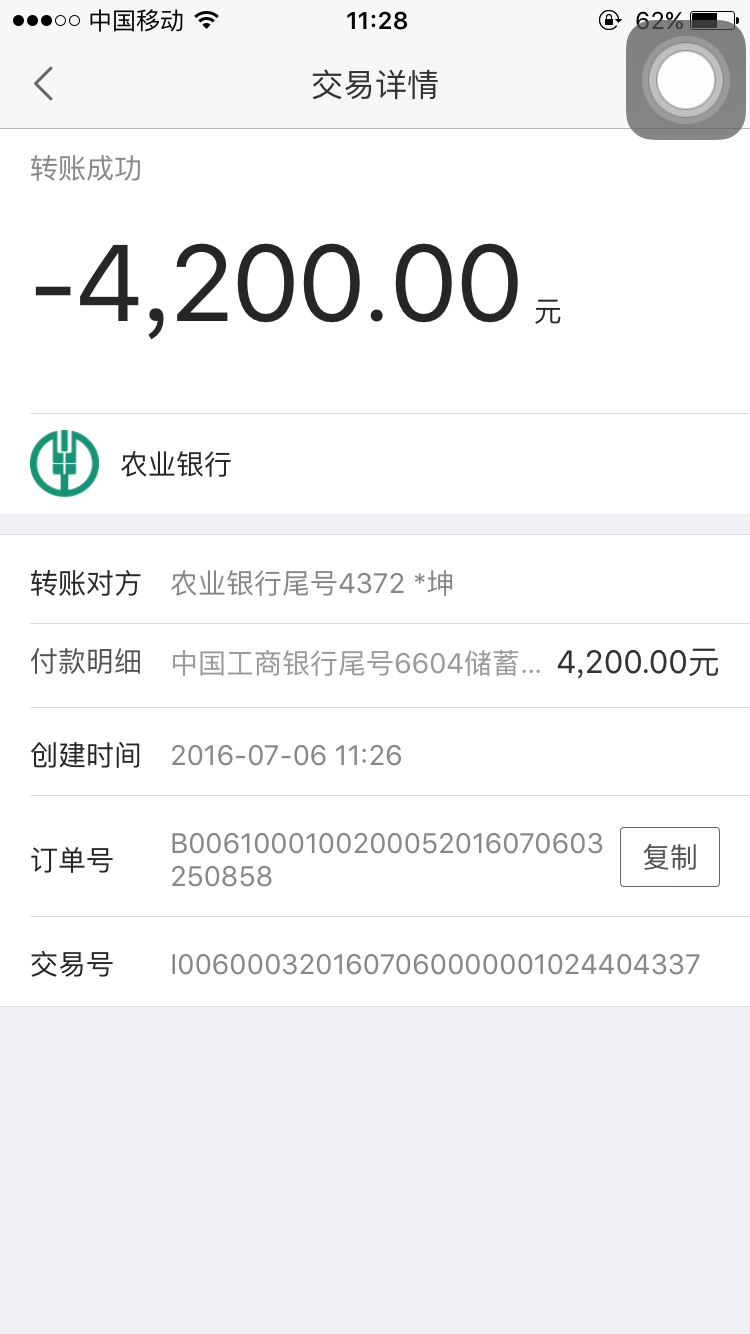 中国移动 11:28 62%
交易详情
转账成功
-4,200.00 元
农业银行
转账对方 农业银行尾号4372 *坤
付款明细 中国工商银行尾号6604储蓄... 4,200.00元
创建时间 2016-07-06 11:26
订单号 B0061000100200052016070603
250858 复制
交易号 I00600032016070600000001024404337